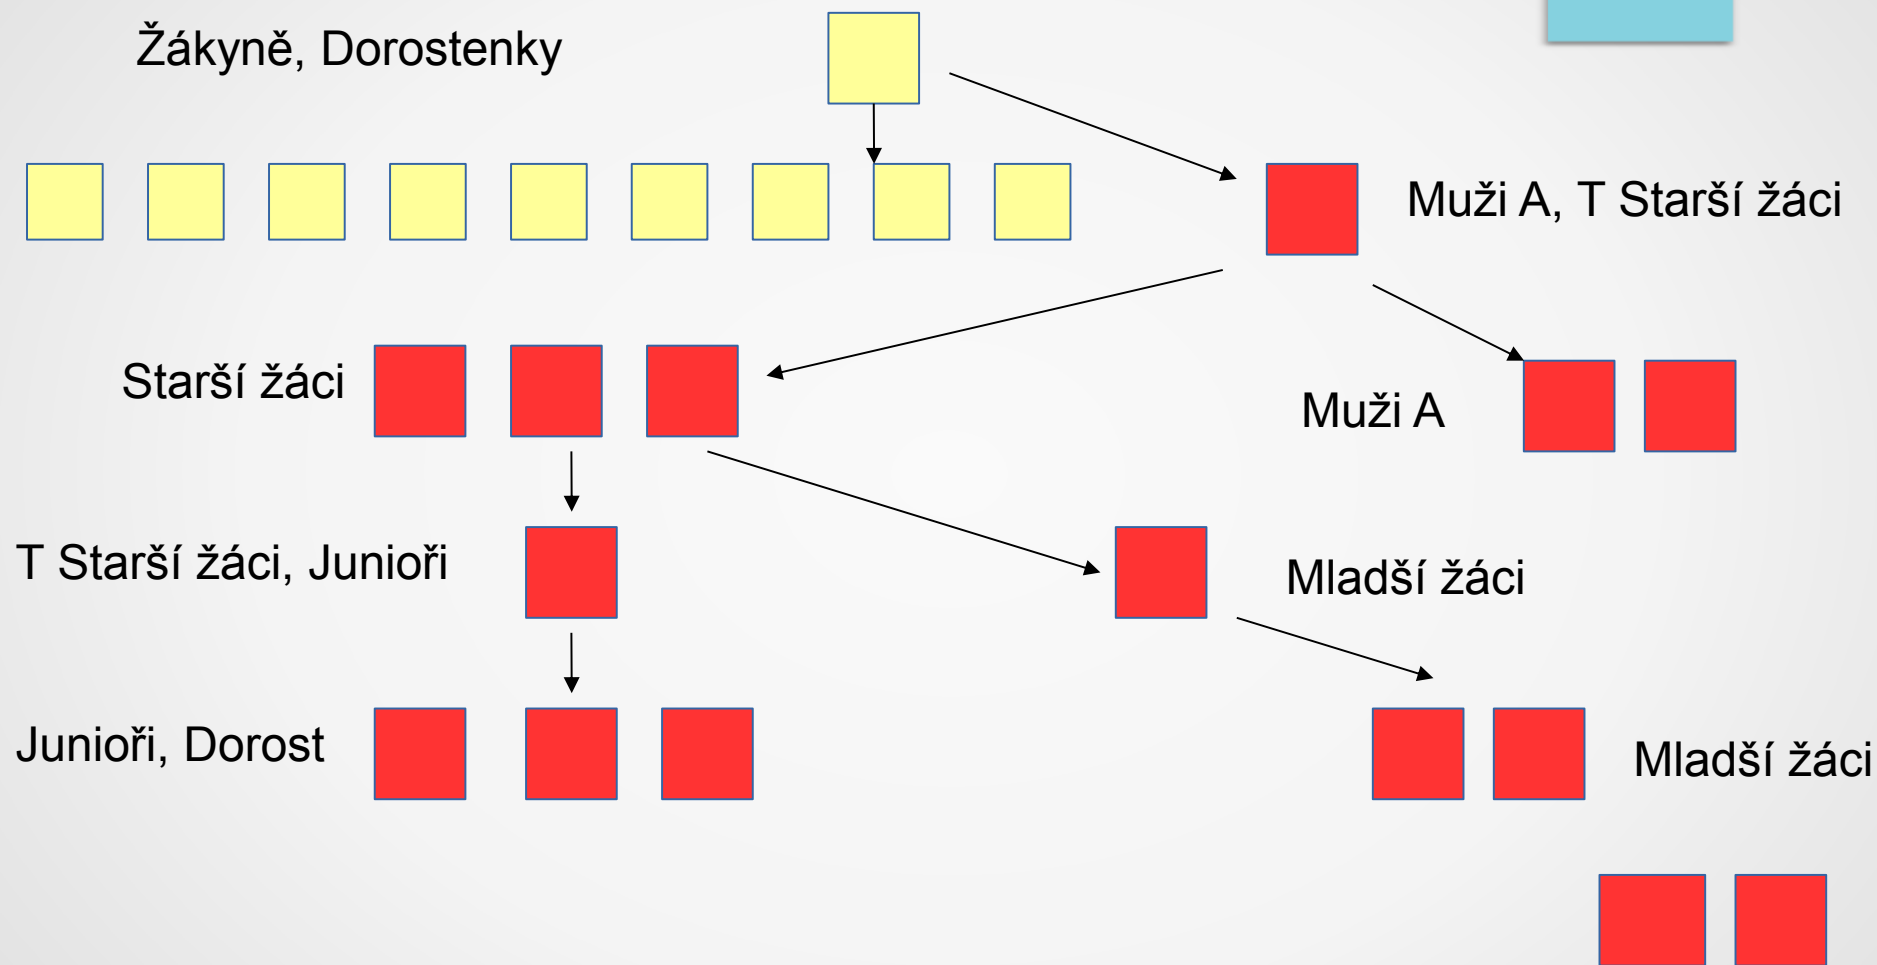 Žákyně, Dorostenky
Muži A, T Starší žáci
Starší žáci
Muži A
T Starší žáci, Junioři
Mladší žáci
Junioři, Dorost
Mladší žáci